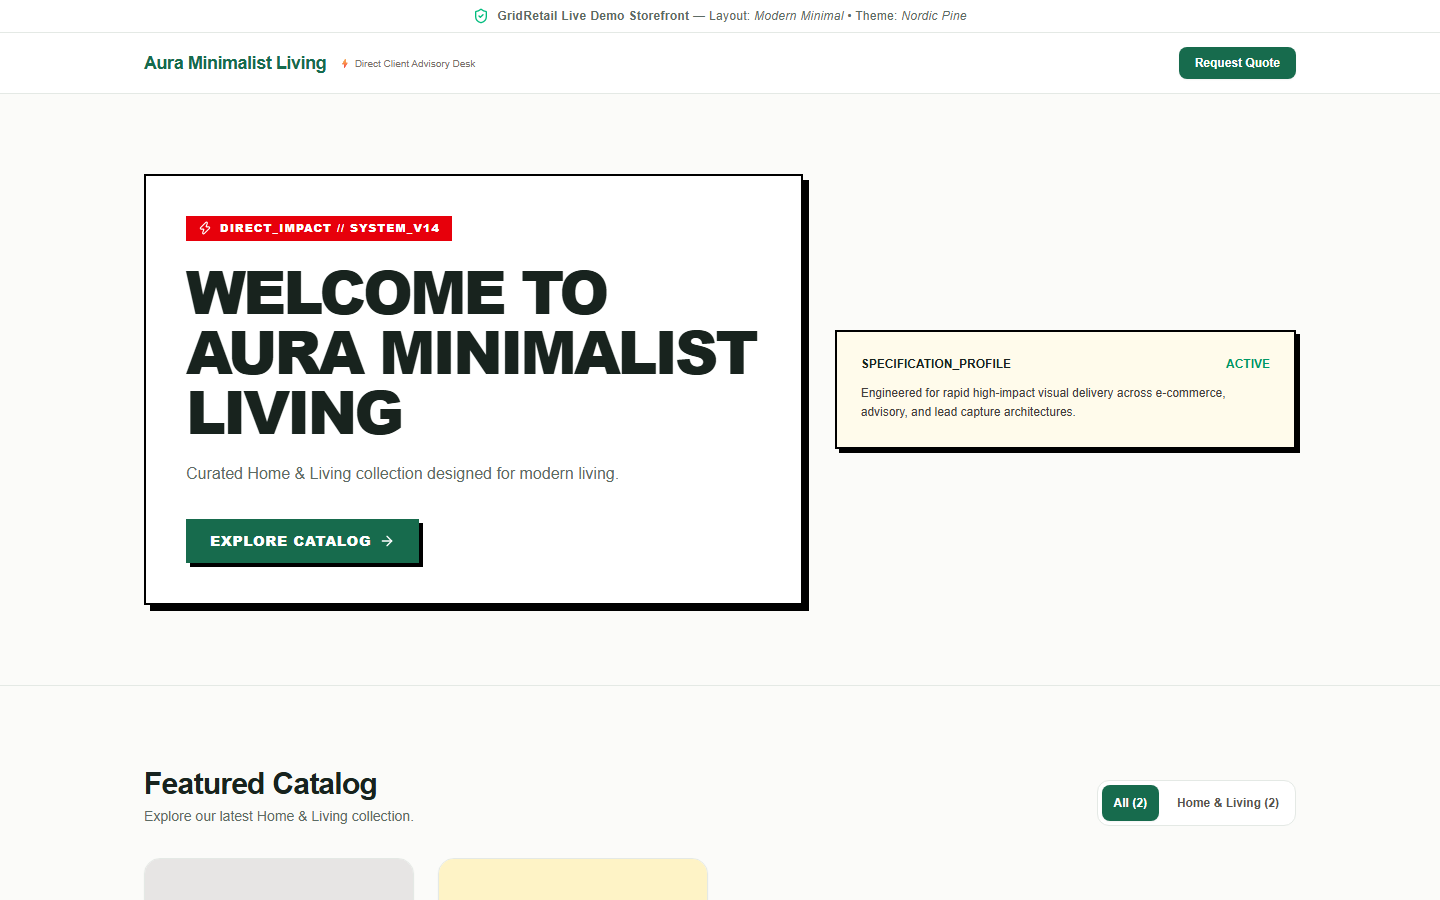 GridRetail Live Demo Storefront — Layout: Modern Minimal • Theme: Nordic Pine
Aura Minimalist Living
Direct Client Advisory Desk
Request Quote
DIRECT_IMPACT // SYSTEM_V14
WELCOME TO
AURA MINIMALIST
LIVING
Curated Home & Living collection designed for modern living.
EXPLORE CATALOG
SPECIFICATION_PROFILE
ACTIVE
Engineered for rapid high-impact visual delivery across e-commerce,
advisory, and lead capture architectures.
Featured Catalog
Explore our latest Home & Living collection.
All (2)
Home & Living (2)